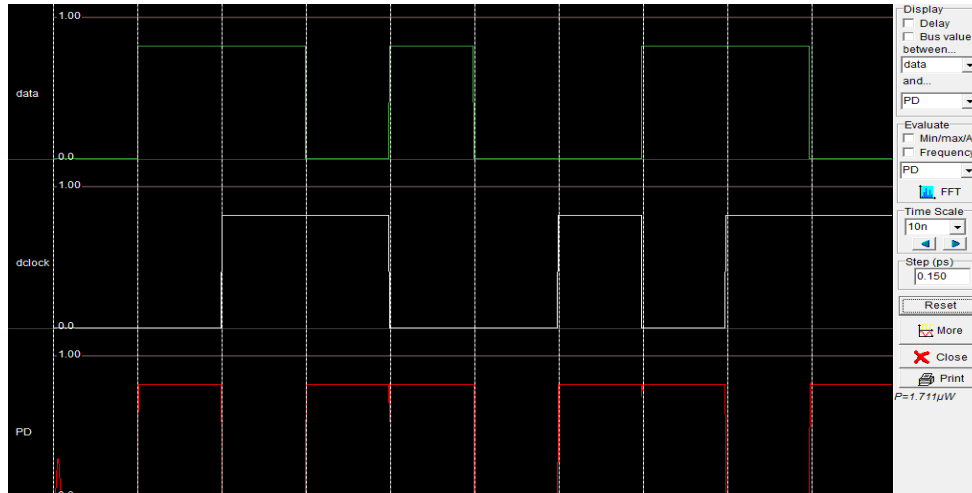 1.00
data
0.0
1.00
dclock
0.0
1.00
PD
0.0
Display
Delay
Bus value
between...
data
and...
PD
Evaluate
Min/max/A
Frequency
PD
FFT
Time Scale
10n
Step (ps)
0.150
Reset
More
Close
Print
P=1.711µW